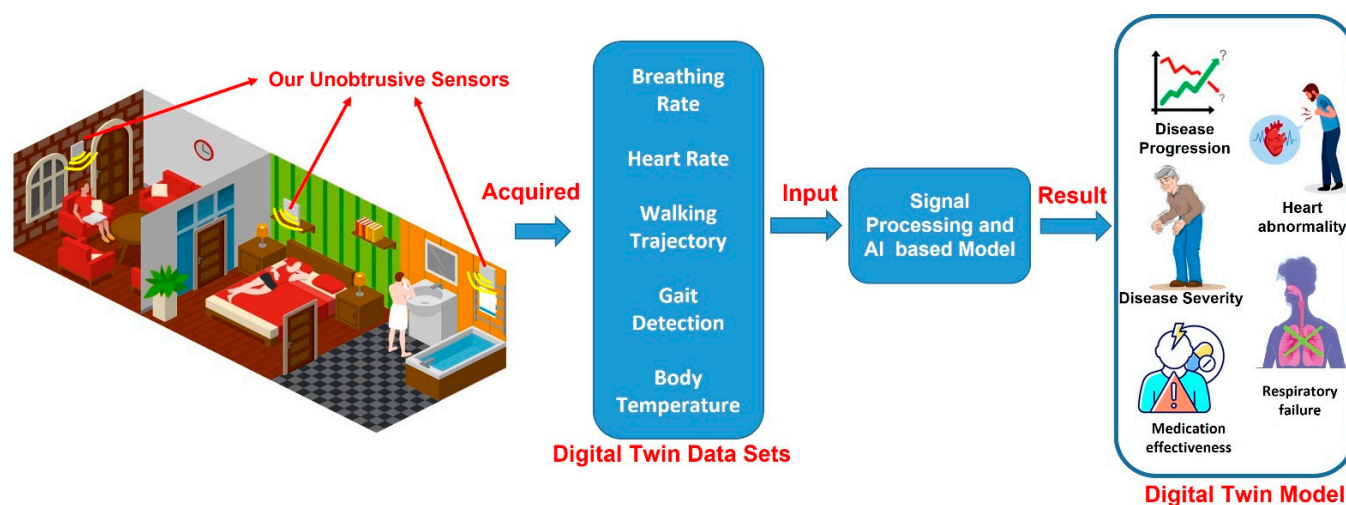 Our Unobtrusive Sensors
Acquired
Breathing
Rate
Heart Rate
Walking
Trajectory
Gait
Detection
Body
Temperature
Digital Twin Data Sets
Input
Signal
Processing and
AI based Model
Result
?
?
Disease
Progression
Heart
abnormality
Disease Severity
Medication
effectiveness
Respiratory
failure
Digital Twin Model